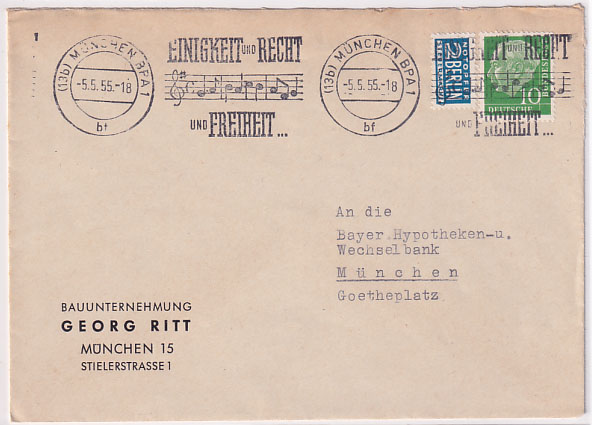 (13b) MÜNCHEN BPA 1
-5.5.55.-18
bf
EINIGKEIT UND RECHT
UND FREIHEIT...
(13b) MÜNCHEN BPA 1
-5.5.55.-18
bf
NOTOPFER
2 BERLIN
STEUERMARKE
UND RECHT
10
DEUTSCHE
UND FREIHEIT...
An die
Bayer.Hypotheken-u.
Wechselbank
München
Goetheplatz
BAUUNTERNEHMUNG
GEORG RITT
MÜNCHEN 15
STIELERSTRASSE 1